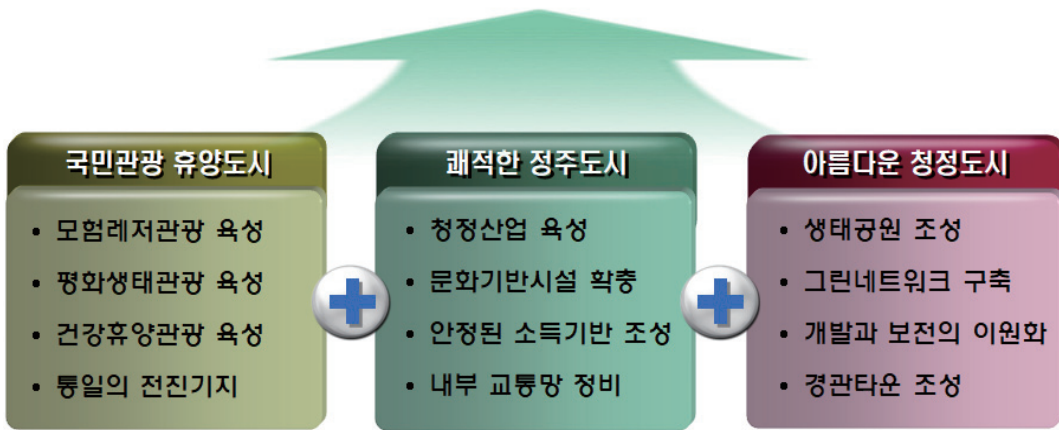 국민관광 휴양도시
• 모험레저관광 육성
• 평화생태관광 육성
• 건강휴양관광 육성
• 통일의 전진기지
쾌적한 정주도시
• 청정산업 육성
• 문화기반시설 확충
• 안정된 소득기반 조성
• 내부 교통망 정비
아름다운 청정도시
• 생태공원 조성
• 그린네트워크 구축
• 개발과 보전의 이원화
• 경관타운 조성